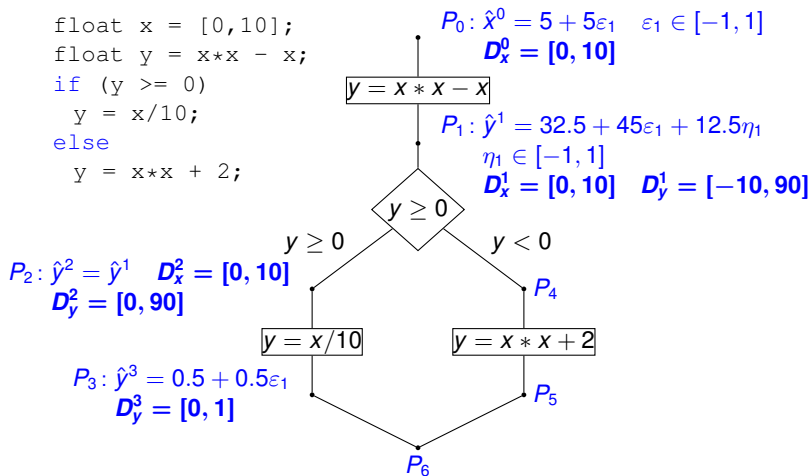 float x = [0,10];
float y = x*x - x;
if (y >= 0)
y = x/10;
else
y = x*x + 2;
P₀: x̂⁰ = 5 + 5ε₁ ε₁ ∈ [−1, 1]
D⁰ₓ = [0, 10]
y = x ∗ x − x
P₁: ŷ¹ = 32.5 + 45ε₁ + 12.5η₁
η₁ ∈ [−1, 1]
D¹ₓ = [0, 10] D¹_y = [−10, 90]
y ≥ 0
y ≥ 0
y < 0
P₂: ŷ² = ŷ¹ D²ₓ = [0, 10]
D²_y = [0, 90]
P₄
y = x/10
y = x ∗ x + 2
P₃: ŷ³ = 0.5 + 0.5ε₁
D³_y = [0, 1]
P₅
P₆